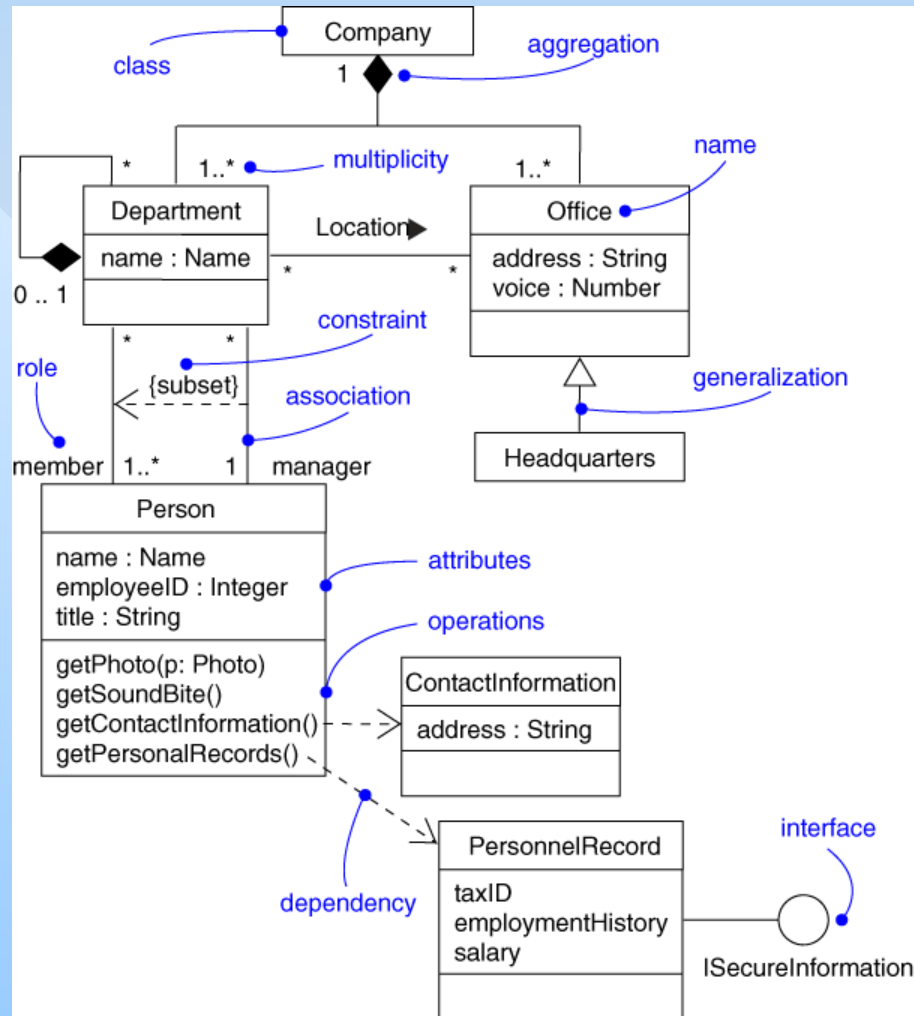 Company
class
1
aggregation
*
1..*
multiplicity
1..*
name
Department
name : Name
Location
Office
address : String
voice : Number
*
*
0 .. 1
*
*
constraint
role
{subset}
association
generalization
member
1..*
1
manager
Headquarters
Person
name : Name
employeeID : Integer
title : String
attributes
operations
getPhoto(p: Photo)
getSoundBite()
getContactInformation()
getPersonalRecords()
ContactInformation
address : String
dependency
PersonnelRecord
taxID
employmentHistory
salary
interface
ISecureInformation